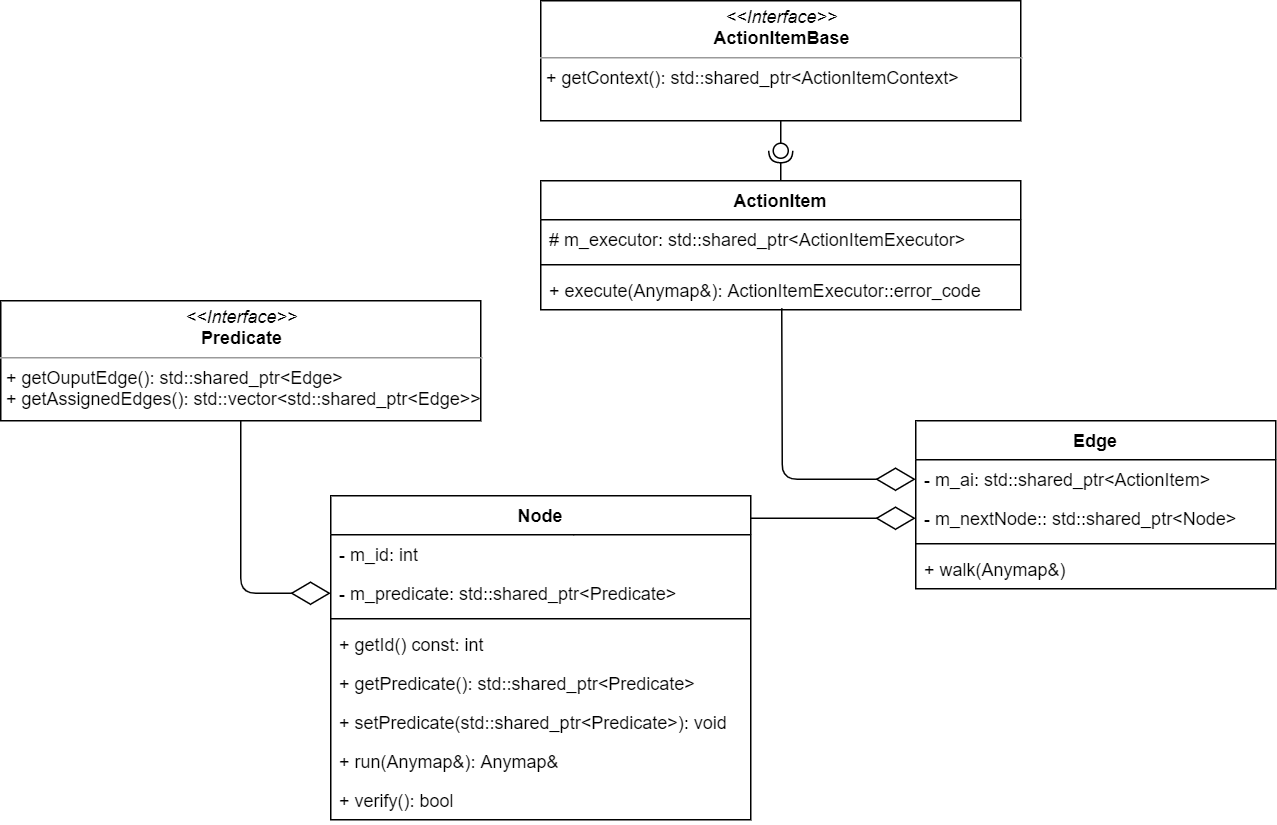 <<Interface>>
ActionItemBase
+ getContext(): std::shared_ptr<ActionItemContext>
ActionItem
# m_executor: std::shared_ptr<ActionItemExecutor>
+ execute(Anymap&): ActionItemExecutor::error_code
<<Interface>>
Predicate
+ getOuputEdge(): std::shared_ptr<Edge>
+ getAssignedEdges(): std::vector<std::shared_ptr<Edge>>
Edge
- m_ai: std::shared_ptr<ActionItem>
- m_nextNode:: std::shared_ptr<Node>
+ walk(Anymap&)
Node
- m_id: int
- m_predicate: std::shared_ptr<Predicate>
+ getId() const: int
+ getPredicate(): std::shared_ptr<Predicate>
+ setPredicate(std::shared_ptr<Predicate>): void
+ run(Anymap&): Anymap&
+ verify(): bool